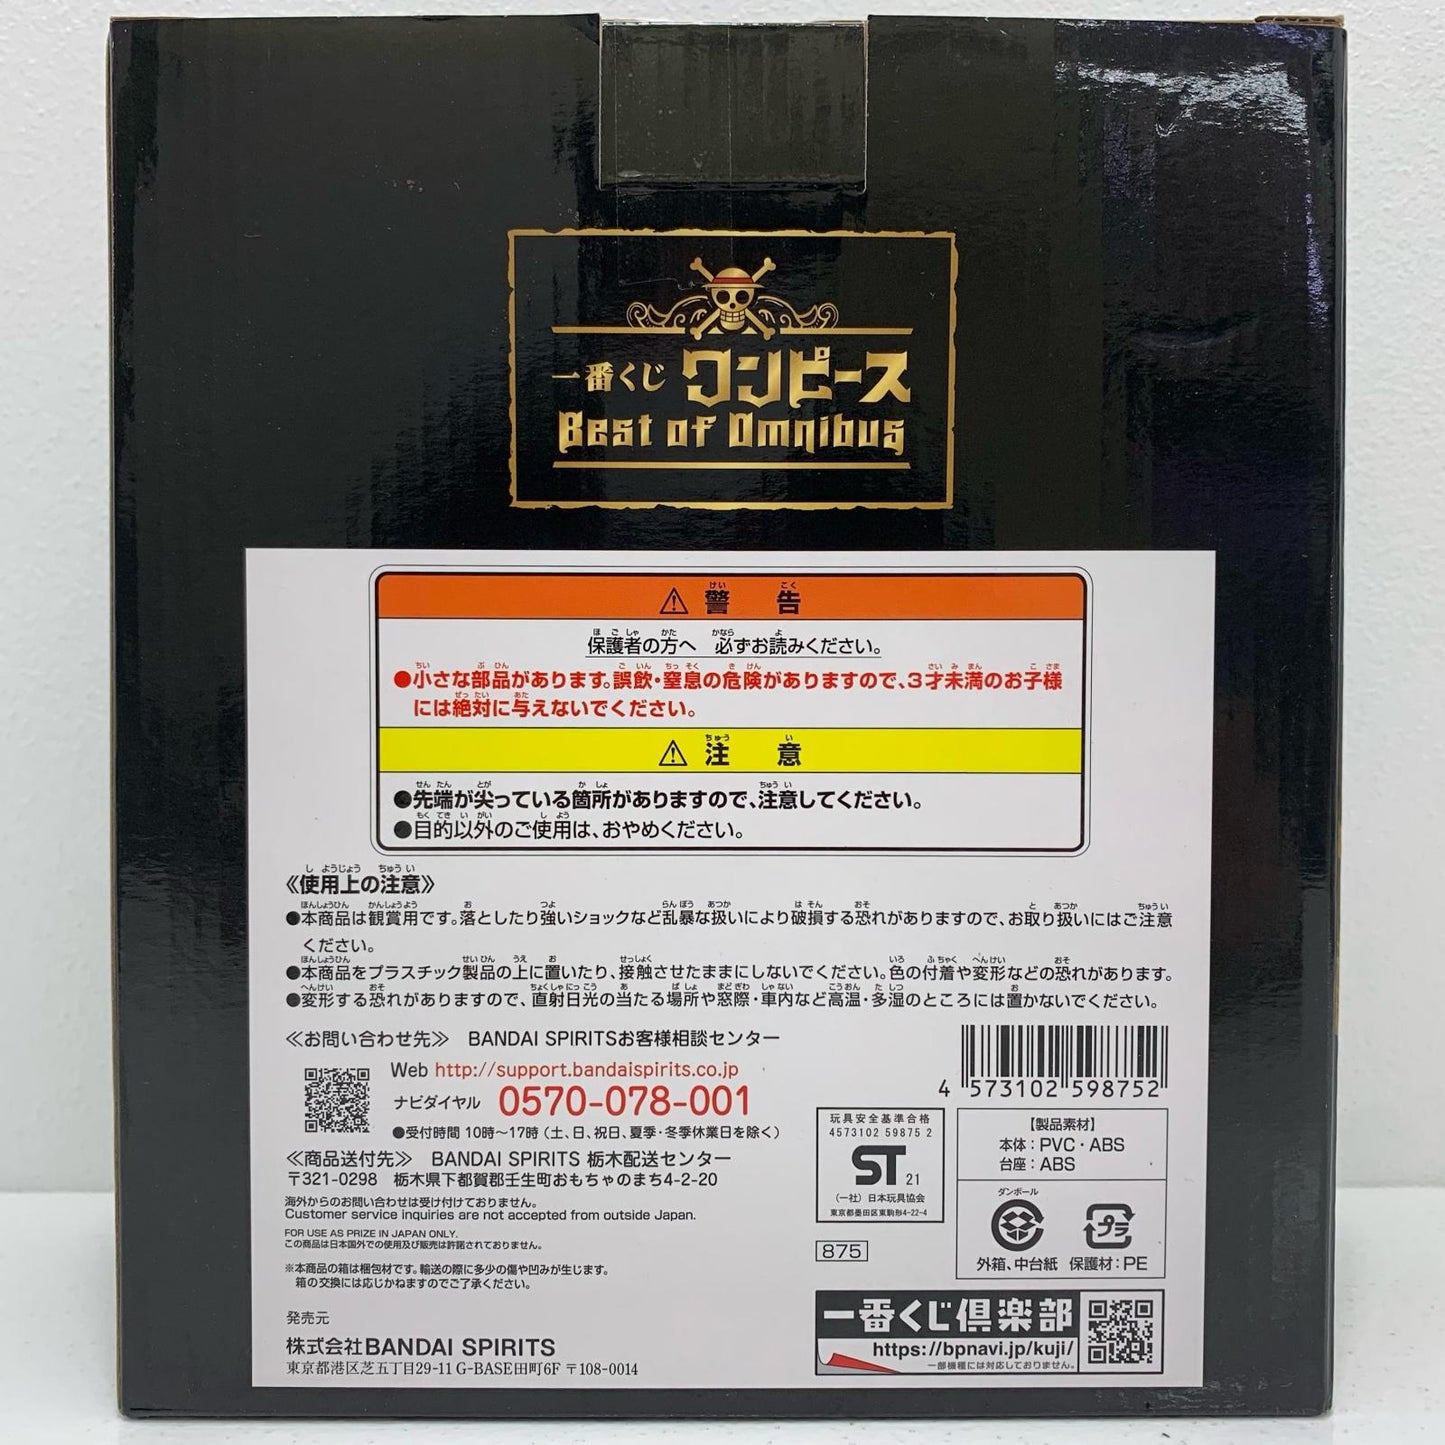 一番くじ ワンピース
Best of Omnibus
⚠ 警告
保護者の方へ 必ずお読みください。
●小さな部品があります。誤飲・窒息の危険がありますので、3才未満のお子様
には絶対に与えないでください。
⚠ 注意
●先端が尖っている箇所がありますので、注意してください。
●目的以外のご使用は、おやめください。
《使用上の注意》
●本商品は観賞用です。落としたり強いショックなど乱暴な扱いにより破損する恐れがありますので、お取り扱いにはご注意
ください。
●本商品をプラスチック製品の上に置いたり、接触させたままにしないでください。色の付着や変形などの恐れがあります。
●変形する恐れがありますので、直射日光の当たる場所や窓際・車内など高温・多湿のところには置かないでください。
≪お問い合わせ先≫ BANDAI SPIRITSお客様相談センター
Web http://support.bandaispirits.co.jp
ナビダイヤル 0570-078-001
●受付時間 10時~17時(土、日、祝日、夏季・冬季休業日を除く)
≪商品送付先≫ BANDAI SPIRITS 栃木配送センター
〒321-0298 栃木県下都賀郡壬生町おもちゃのまち4-2-20
海外からのお問い合わせは受け付けておりません。
Customer service inquiries are not accepted from outside Japan.
FOR USE AS PRIZE IN JAPAN ONLY.
この商品は日本国外での使用及び販売は許諾されておりません。
※本商品の箱は梱包材です。輸送の際に多少の傷や凹みが生じます。
箱の交換には応じかねますのでご了承ください。
発売元
株式会社BANDAI SPIRITS
東京都港区芝五丁目29-11 G-BASE田町6F 〒108-0014
4 573102 598752
玩具安全基準合格
4573102 59875 2
ST 21
(一社)日本玩具協会
東京都墨田区東駒形4-22-4
875
【製品素材】
本体:PVC・ABS
台座:ABS
ダンボール
外箱、中台紙
プラ
保護材:PE
一番くじ倶楽部
https://bpnavi.jp/kuji/
一部機種には対応しておりません。